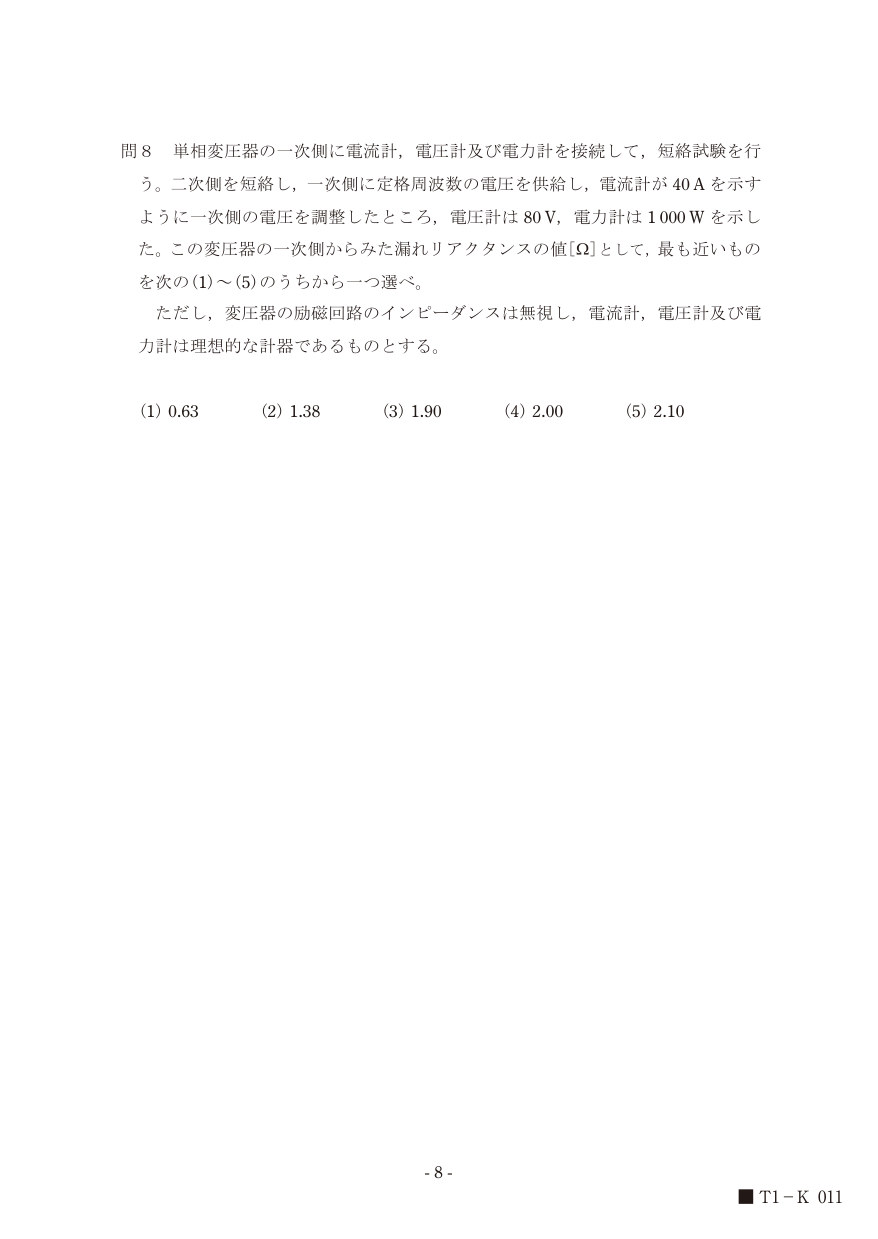 問８　単相変圧器の一次側に電流計，電圧計及び電力計を接続して，短絡試験を行
う。二次側を短絡し，一次側に定格周波数の電圧を供給し，電流計が 40 A を示す
ように一次側の電圧を調整したところ，電圧計は 80 V，電力計は 1 000 W を示し
た。この変圧器の一次側からみた漏れリアクタンスの値[Ω]として，最も近いもの
を次の(1)～(5)のうちから一つ選べ。
ただし，変圧器の励磁回路のインピーダンスは無視し，電流計，電圧計及び電
力計は理想的な計器であるものとする。
(1) 0.63　(2) 1.38　(3) 1.90　(4) 2.00　(5) 2.10
- 8 -
■ T1－K 011